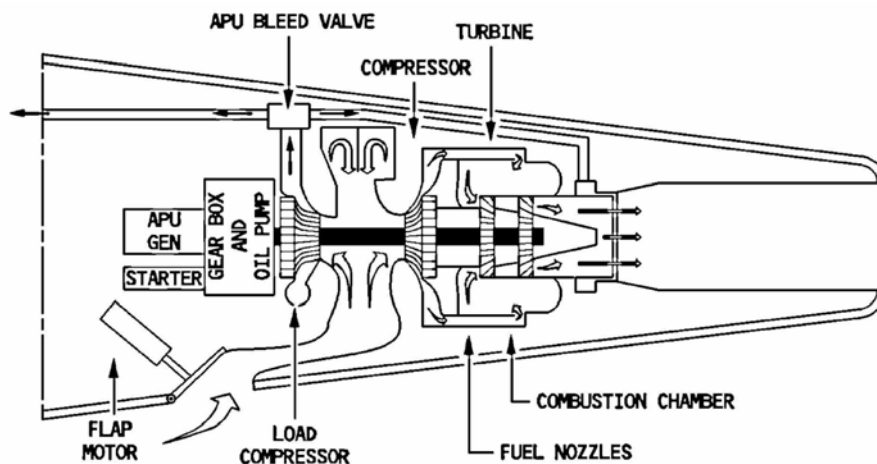 APU BLEED VALVE
TURBINE
COMPRESSOR
APU
GEN
GEAR BOX
AND
OIL PUMP
STARTER
FLAP
MOTOR
LOAD
COMPRESSOR
COMBUSTION CHAMBER
FUEL NOZZLES